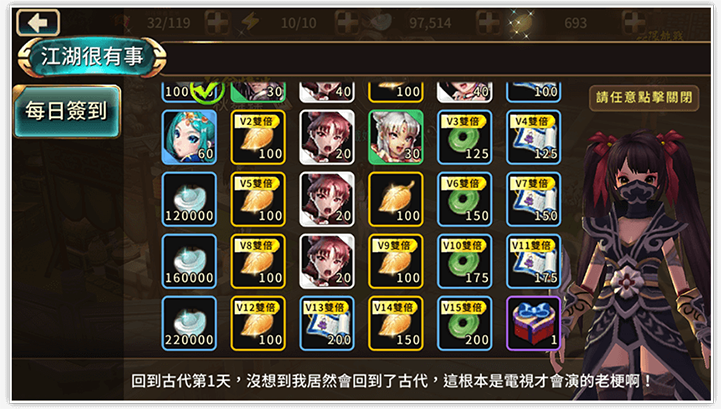 32/119 10/10 97,514 693
江湖很有事
每日簽到
請任意點擊關閉
100 30 40 100 40 100
V2雙倍 V3雙倍 V4雙倍
60 100 20 30 125 125
V5雙倍 V6雙倍 V7雙倍
120000 100 20 100 150 150
V8雙倍 V9雙倍 V10雙倍 V11雙倍
160000 100 20 100 175 175
V12雙倍 V13雙倍 V14雙倍 V15雙倍
220000 100 200 150 200 1
回到古代第1天，沒想到我居然會回到了古代，這根本是電視才會演的老梗啊！